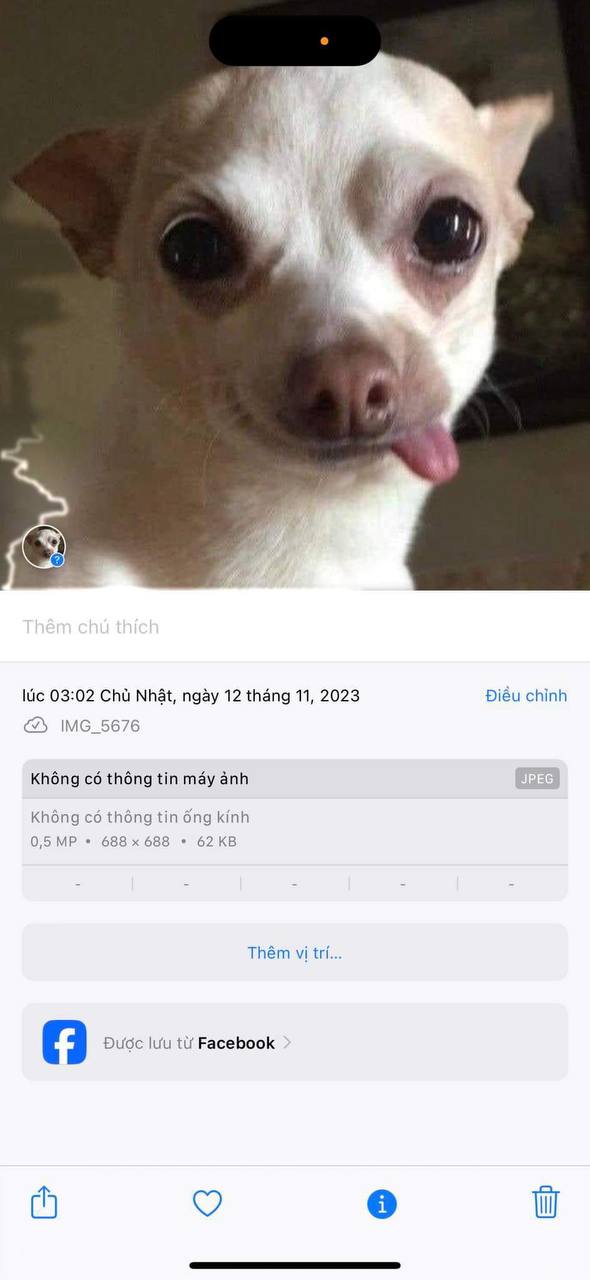 Thêm chú thích
lúc 03:02 Chủ Nhật, ngày 12 tháng 11, 2023
Điều chỉnh
IMG_5676
Không có thông tin máy ảnh
JPEG
Không có thông tin ống kính
0,5 MP • 688 × 688 • 62 KB
- | - | - | - | -
Thêm vị trí...
Được lưu từ Facebook